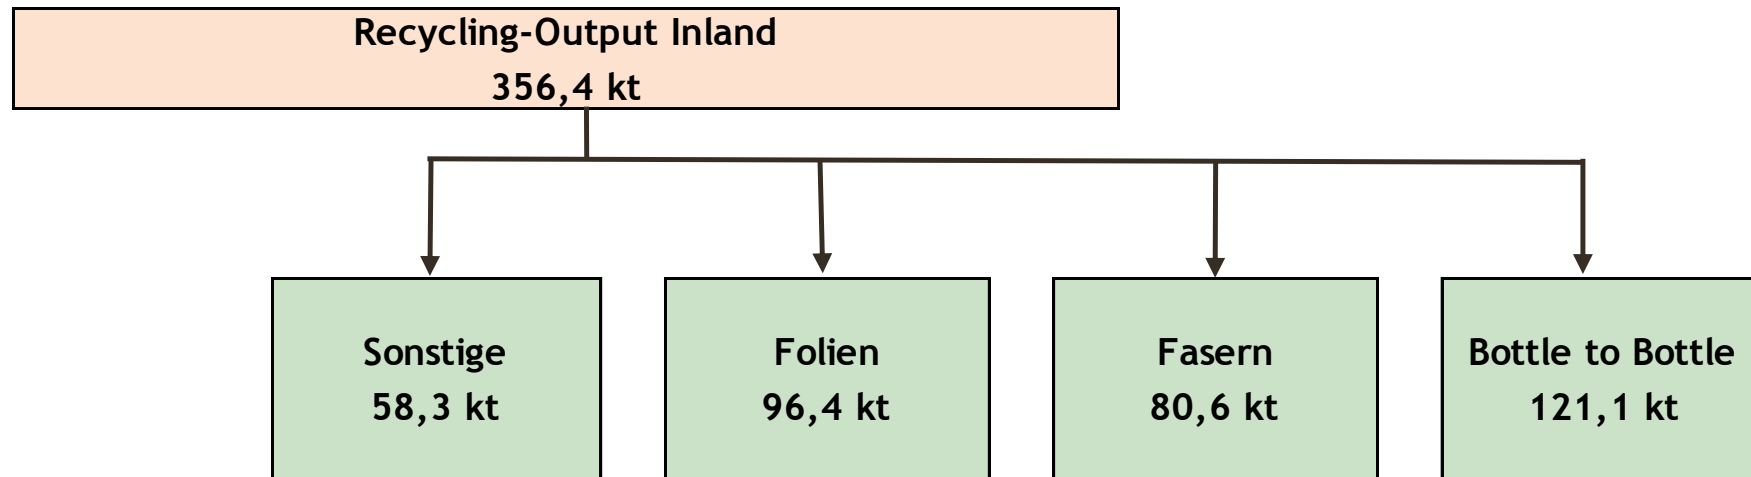 Recycling-Output Inland
356,4 kt
Sonstige
58,3 kt
Folien
96,4 kt
Fasern
80,6 kt
Bottle to Bottle
121,1 kt